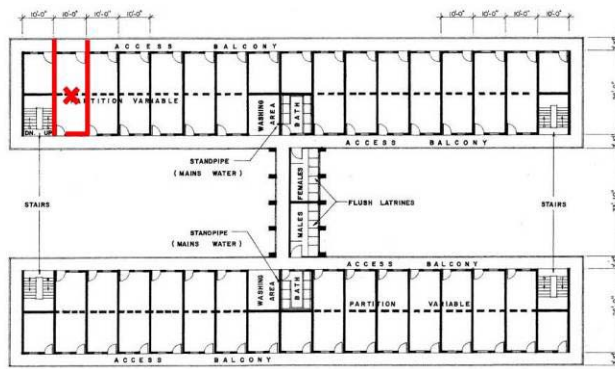 10'-0" 10'-0" 10'-0" 10'-0" 10'-0" 10'-0" 10'-0" 10'-0"
ACCESS BALCONY
PARTITION VARIABLE
WASHING AREA
BATH
DN UP
ACCESS BALCONY
STANDPIPE
(MAINS WATER)
FEMALES
STAIRS
FLUSH LATRINES
STAIRS
STANDPIPE
(MAINS WATER)
MALES
ACCESS BALCONY
WASHING AREA
BATH
PARTITION VARIABLE
ACCESS BALCONY